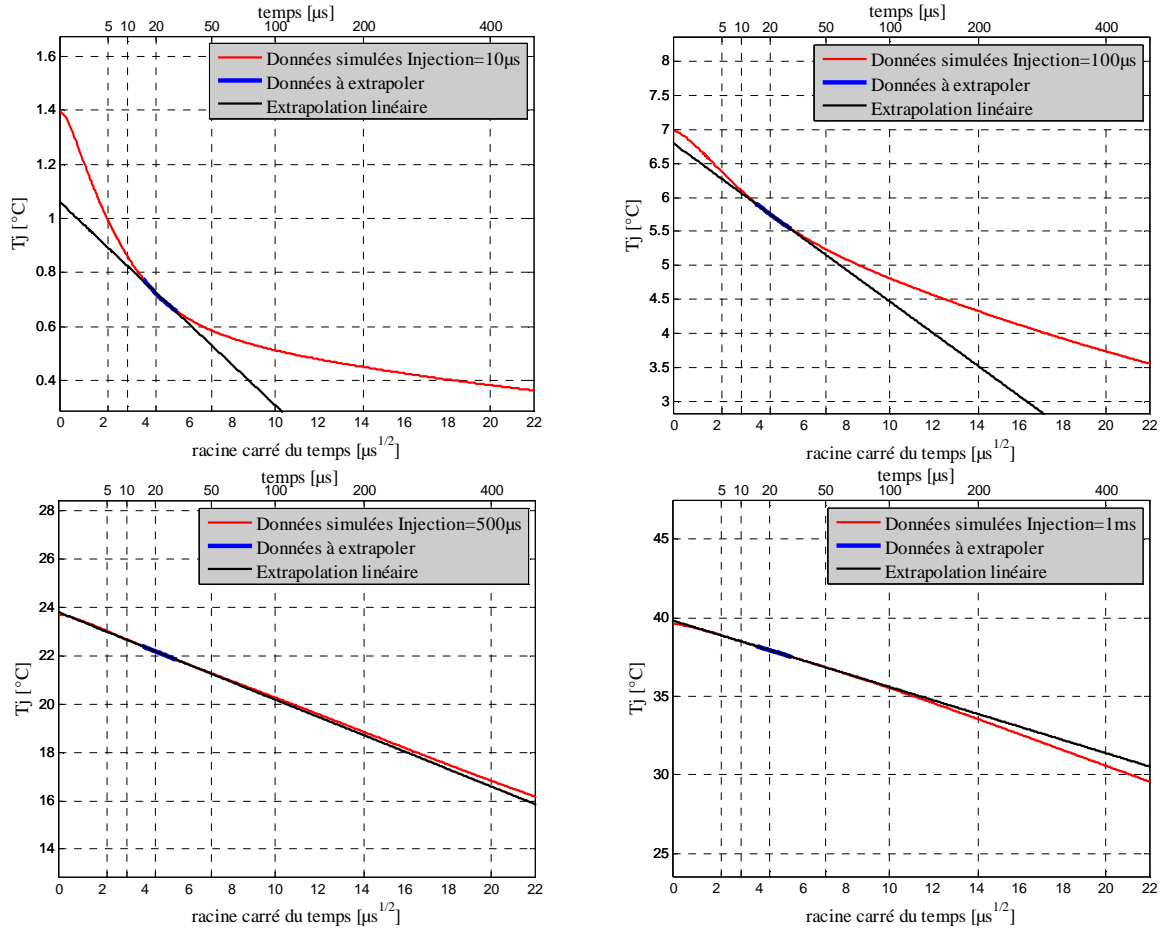 temps [µs]
5 10 20 50 100 200 400
1.6
1.4
1.2
1
0.8
0.6
0.4
Tj [°C]
Données simulées Injection=10µs
Données à extrapoler
Extrapolation linéaire
0 2 4 6 8 10 12 14 16 18 20 22
racine carré du temps [µs^1/2]
temps [µs]
5 10 20 50 100 200 400
8
7.5
7
6.5
6
5.5
5
4.5
4
3.5
3
Tj [°C]
Données simulées Injection=100µs
Données à extrapoler
Extrapolation linéaire
0 2 4 6 8 10 12 14 16 18 20 22
racine carré du temps [µs^1/2]
temps [µs]
5 10 20 50 100 200 400
28
26
24
22
20
18
16
14
Tj [°C]
Données simulées Injection=500µs
Données à extrapoler
Extrapolation linéaire
0 2 4 6 8 10 12 14 16 18 20 22
racine carré du temps [µs^1/2]
temps [µs]
5 10 20 50 100 200 400
45
40
35
30
25
Tj [°C]
Données simulées Injection=1ms
Données à extrapoler
Extrapolation linéaire
0 2 4 6 8 10 12 14 16 18 20 22
racine carré du temps [µs^1/2]